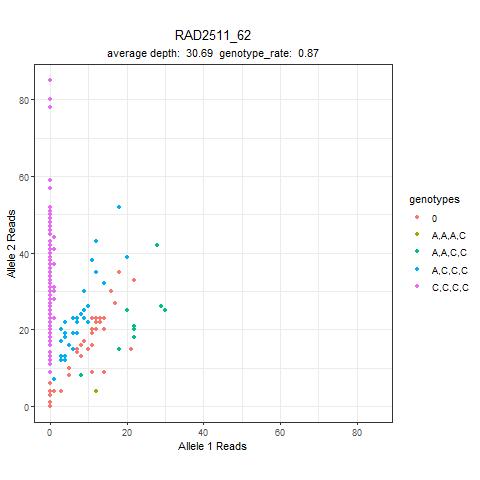 RAD2511_62
average depth: 30.69 genotype_rate: 0.87
80
60
40
20
0
Allele 2 Reads
0 20 40 60 80
Allele 1 Reads
genotypes
0
A,A,A,C
A,A,C,C
A,C,C,C
C,C,C,C